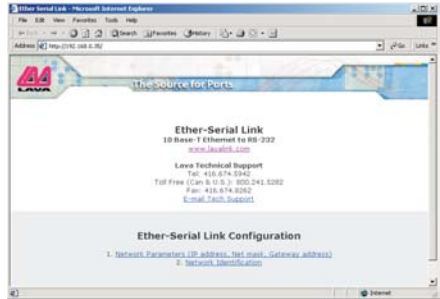 Ether Serial Link - Microsoft Internet Explorer
File Edit View Favorites Tools Help
Back Search Favorites History
Address http://192.168.0.35/ Go Links »
LAVA The Source for Ports
Ether-Serial Link
10 Base-T Ethernet to RS-232
www.lavalink.com
Lava Technical Support
Tel: 416.674.5942
Toll Free (Can & U.S.): 800.241.5282
Fax: 416.674.8262
E-mail Tech Support
Ether-Serial Link Configuration
1. Network Parameters (IP address, Net mask, Gateway address)
2. Network Identification
Internet